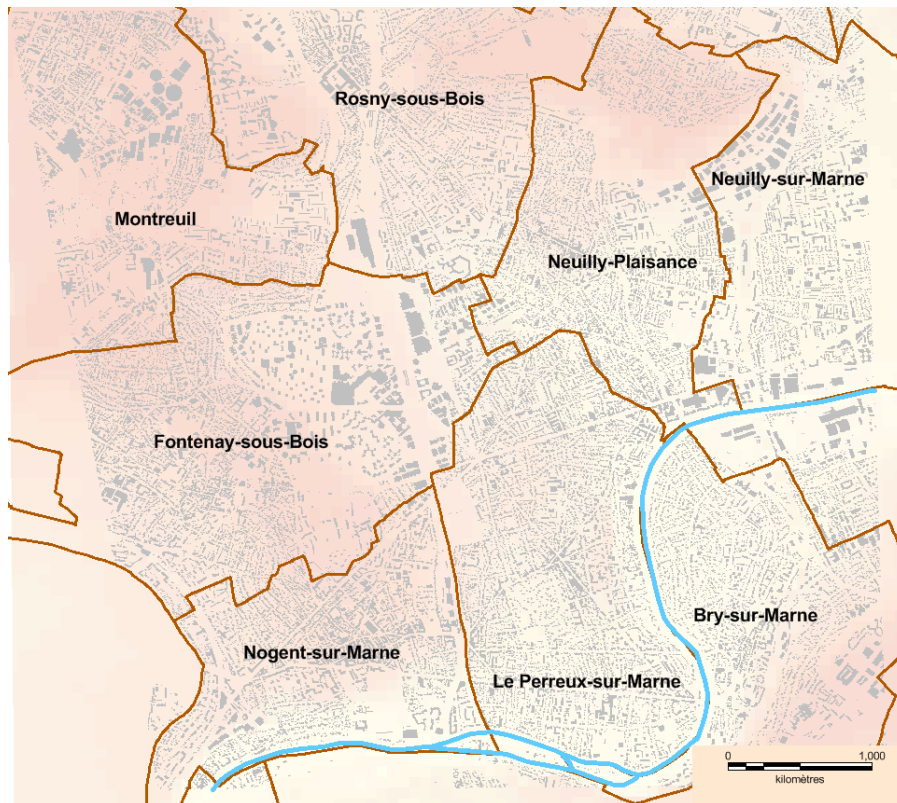 Rosny-sous-Bois
Neuilly-sur-Marne
Montreuil
Neuilly-Plaisance
Fontenay-sous-Bois
Bry-sur-Marne
Nogent-sur-Marne
Le Perreux-sur-Marne
0 1,000
kilomètres